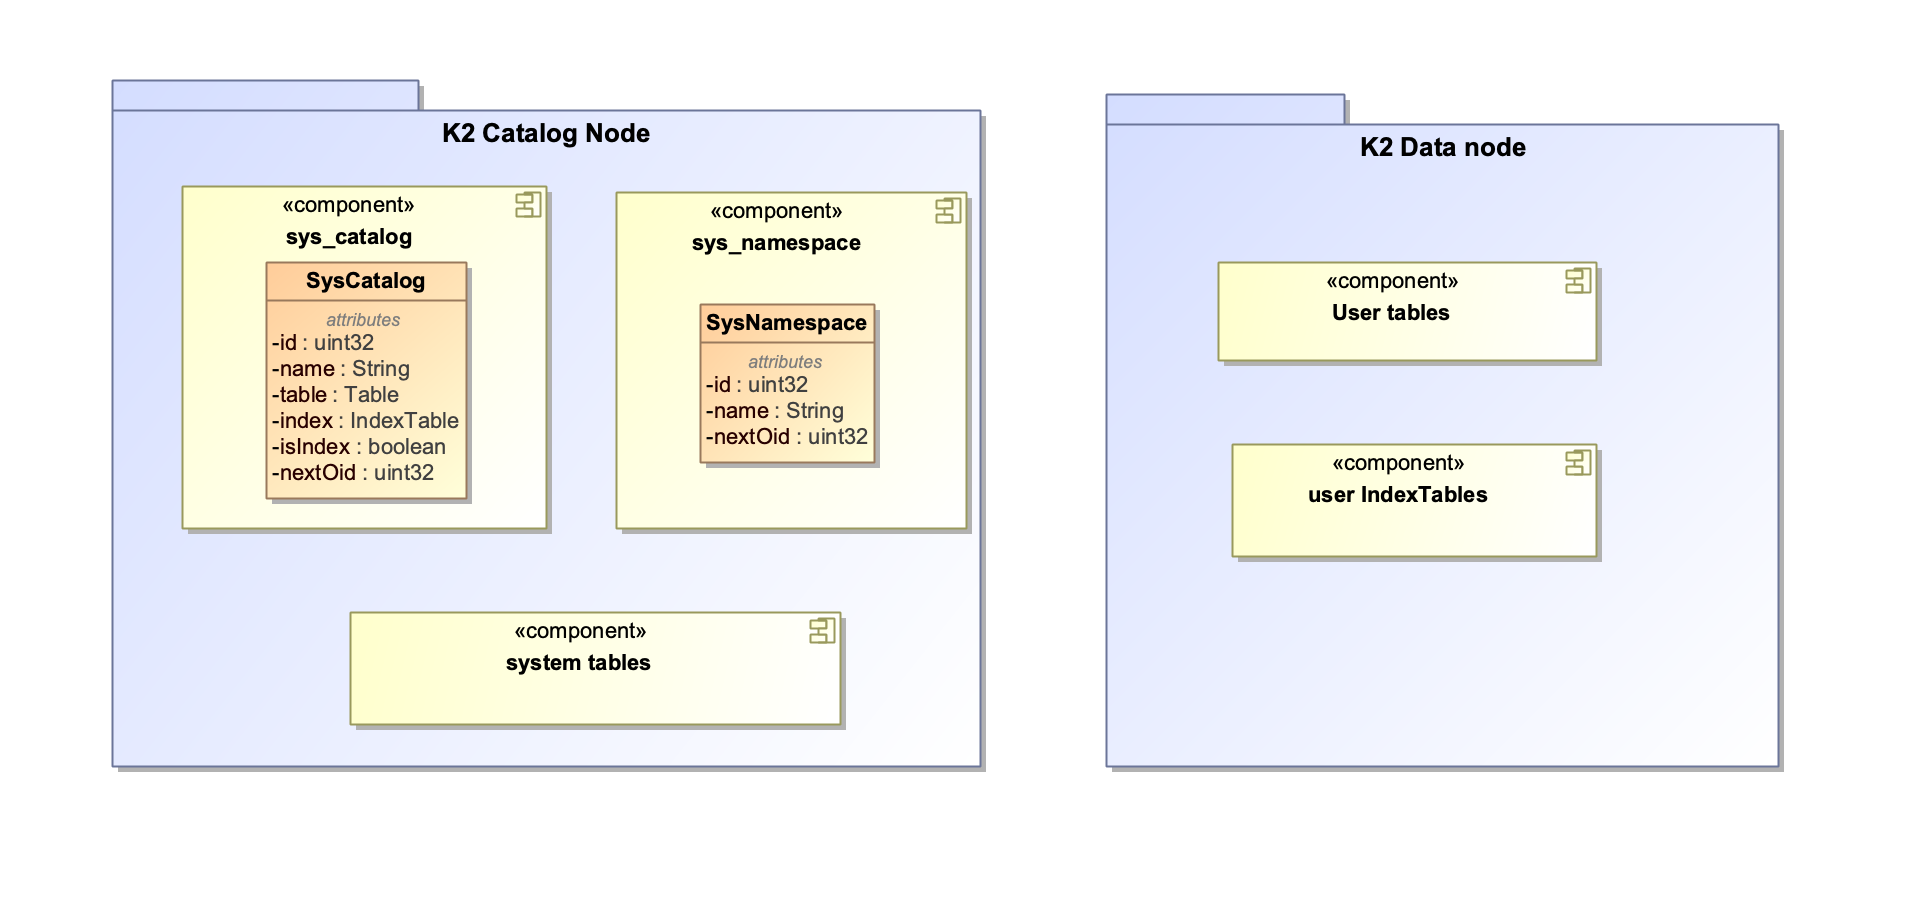 K2 Catalog Node
«component»
sys_catalog
SysCatalog
attributes
-id : uint32
-name : String
-table : Table
-index : IndexTable
-isIndex : boolean
-nextOid : uint32
«component»
sys_namespace
SysNamespace
attributes
-id : uint32
-name : String
-nextOid : uint32
«component»
system tables
K2 Data node
«component»
User tables
«component»
user IndexTables